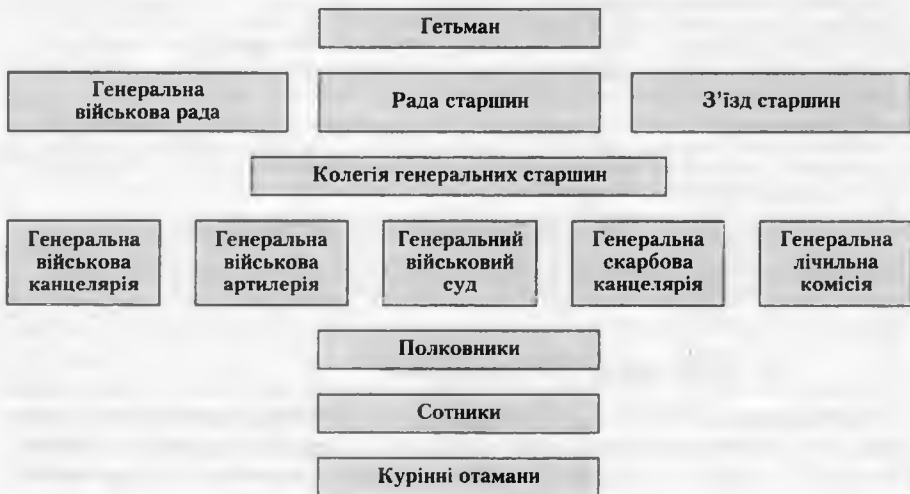 Гетьман
Генеральна
військова рада
Рада старшин
З’їзд старшин
Колегія генеральних старшин
Генеральна
військова
канцелярія
Генеральна
військова
артилерія
Генеральний
військовий
суд
Генеральна
скарбова
канцелярія
Генеральна
лічильна
комісія
Полковники
Сотники
Курінні отамани